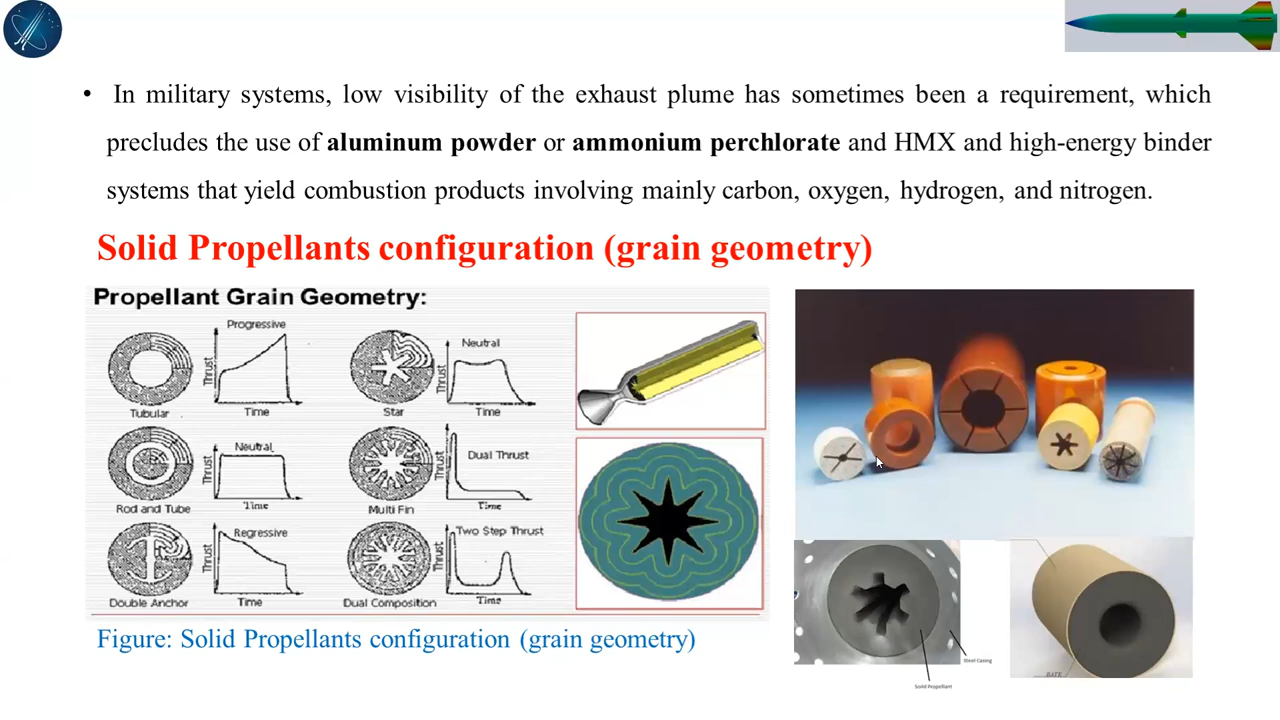 • In military systems, low visibility of the exhaust plume has sometimes been a requirement, which
precludes the use of aluminum powder or ammonium perchlorate and HMX and high-energy binder
systems that yield combustion products involving mainly carbon, oxygen, hydrogen, and nitrogen.
Solid Propellants configuration (grain geometry)
Propellant Grain Geometry:
Progressive
Thrust
Time
Tubular
Neutral
Thrust
Time
Star
Neutral
Thrust
Time
Rod and Tube
Dual Thrust
Thrust
Time
Multi Fin
Regressive
Thrust
Time
Double Anchor
Two Step Thrust
Thrust
Time
Dual Composition
Steel Casing
Solid Propellant
BATE
Figure: Solid Propellants configuration (grain geometry)